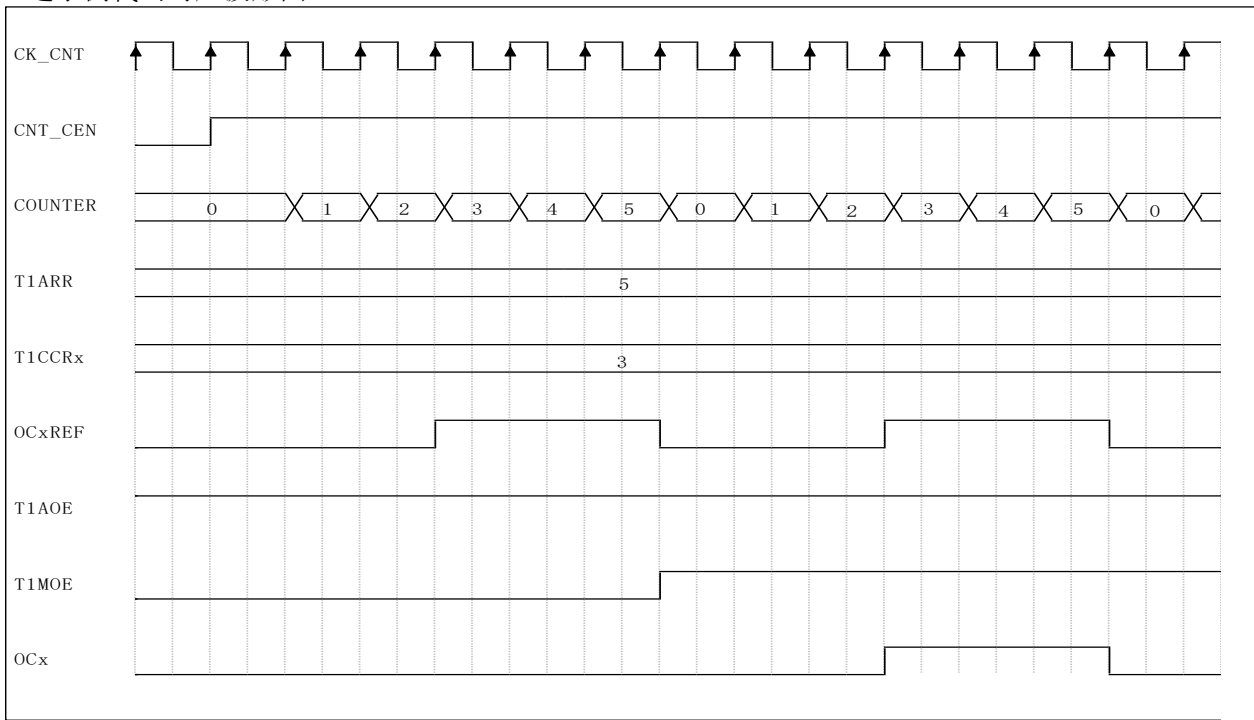 CK_CNT
CNT_CEN
COUNTER 0 1 2 3 4 5 0 1 2 3 4 5 0
T1ARR 5
T1CCRx 3
OCxREF
T1AOE
T1MOE
OCx